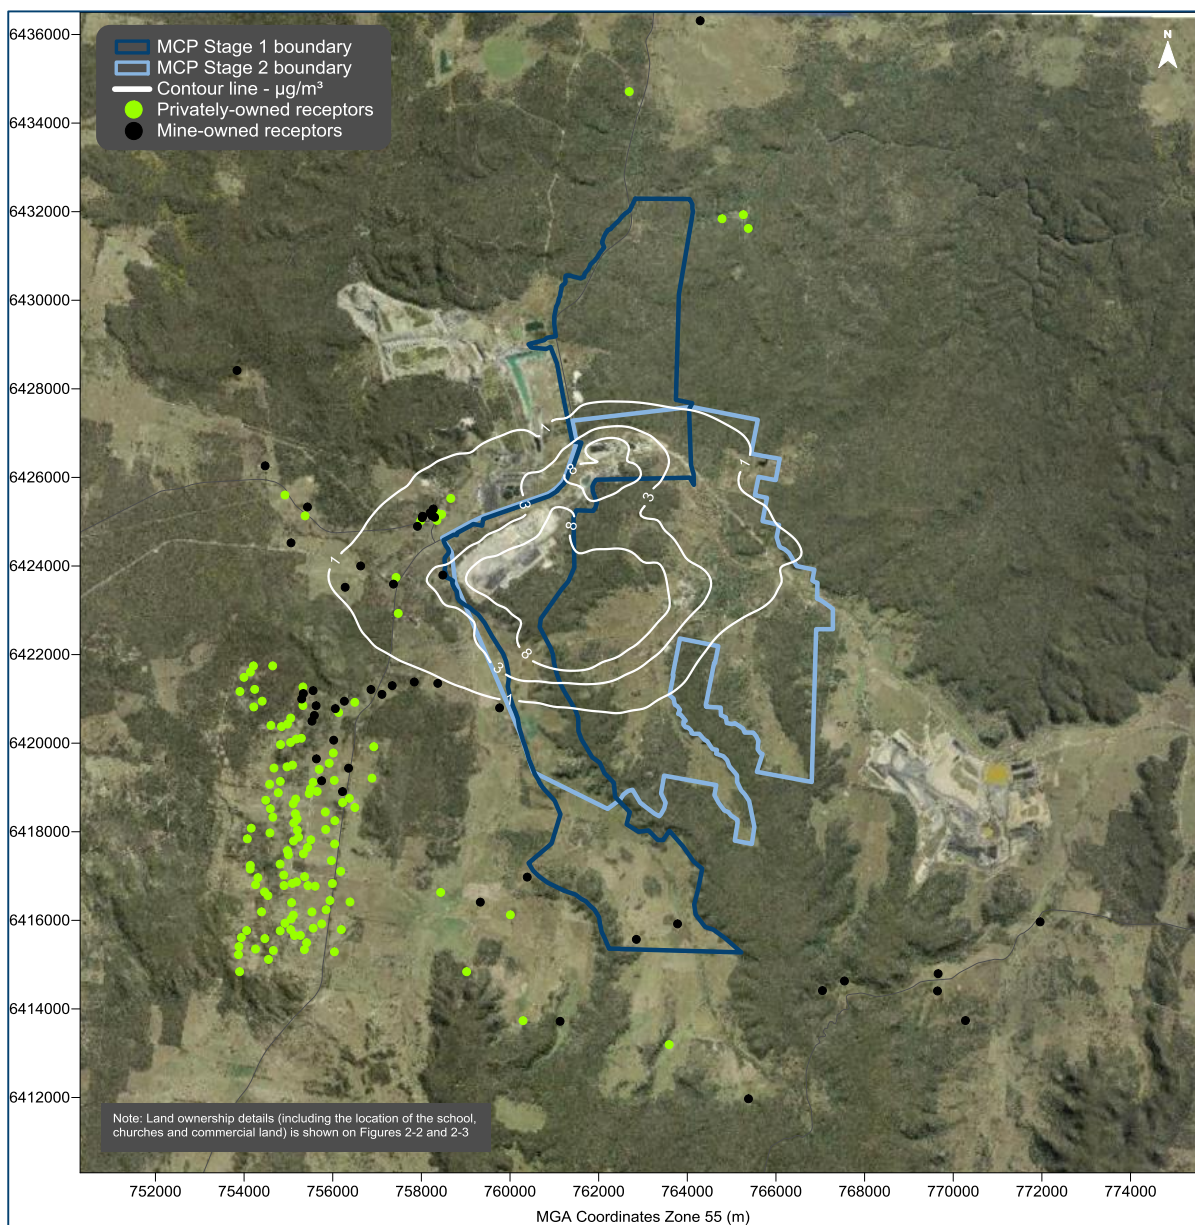 MCP Stage 1 boundary
MCP Stage 2 boundary
Contour line - µg/m³
Privately-owned receptors
Mine-owned receptors
N
6436000
6434000
6432000
6430000
6428000
6426000
6424000
6422000
6420000
6418000
6416000
6414000
6412000
1
1
8
3
3
8
1
8
3
1
Note: Land ownership details (including the location of the school,
churches and commercial land) is shown on Figures 2-2 and 2-3
752000 754000 756000 758000 760000 762000 764000 766000 768000 770000 772000 774000
MGA Coordinates Zone 55 (m)